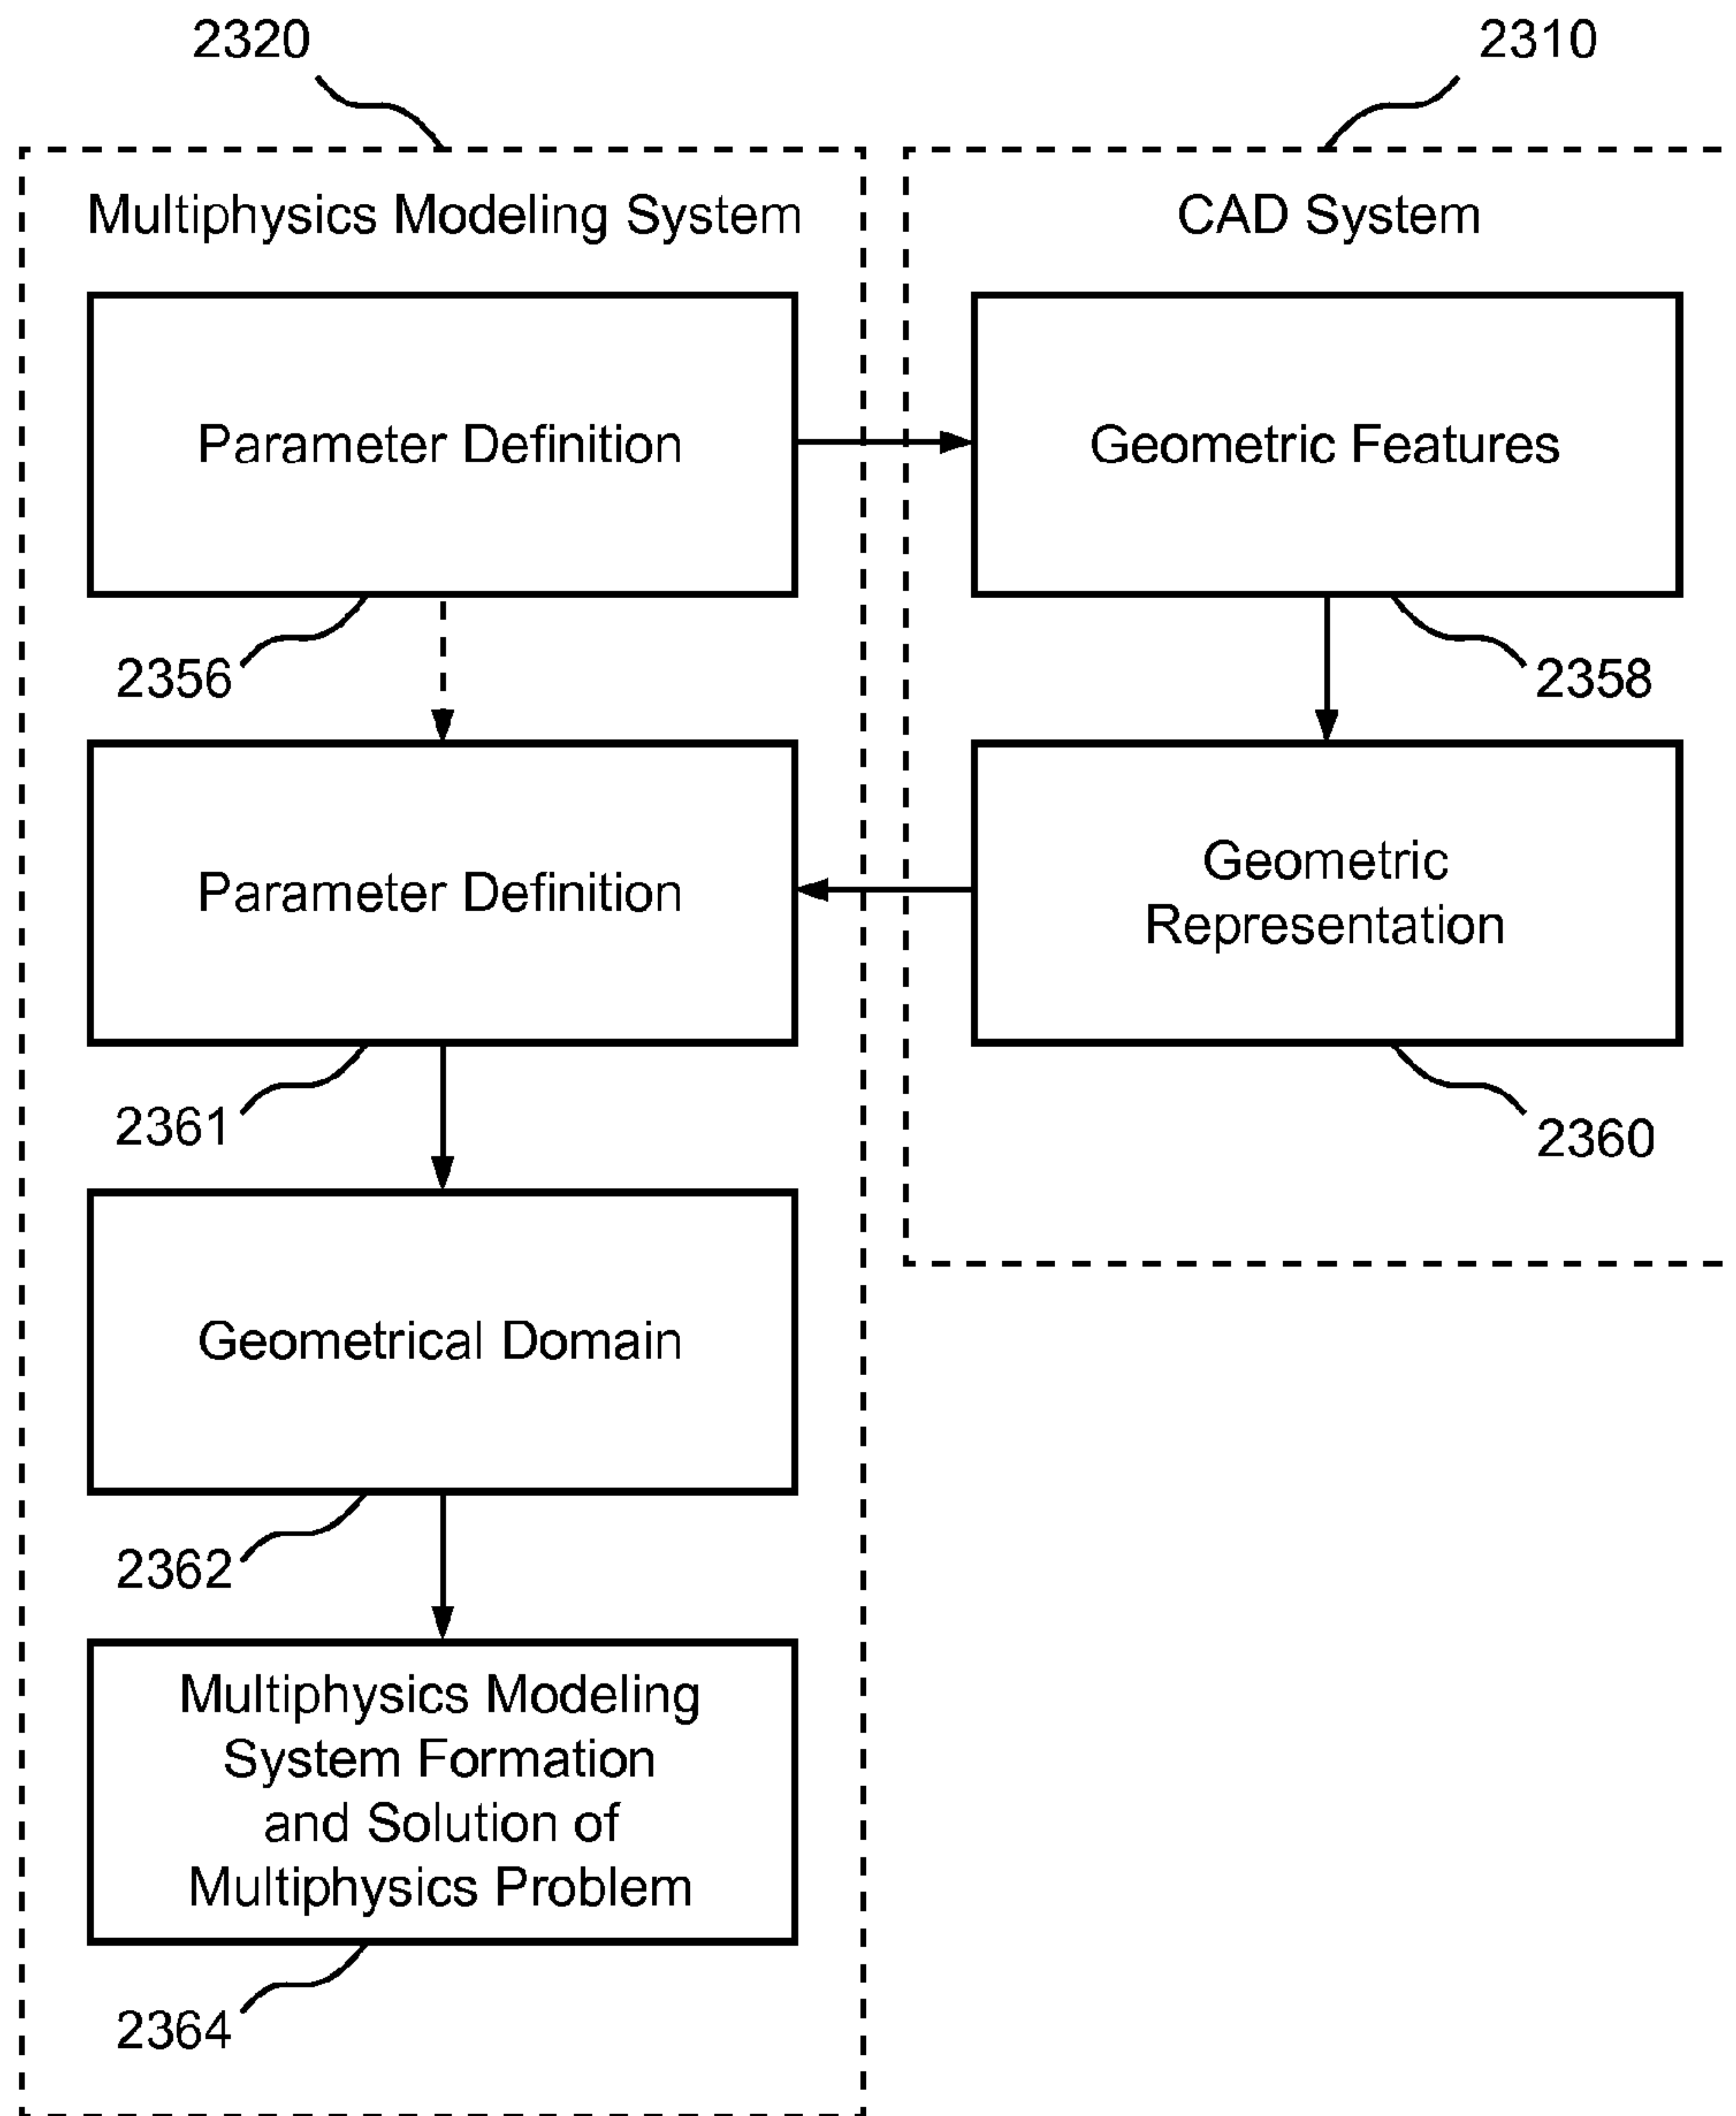 2320
2310
Multiphysics Modeling System
CAD System
Parameter Definition
Geometric Features
2356
2358
Parameter Definition
Geometric
Representation
2361
2360
Geometrical Domain
2362
Multiphysics Modeling
System Formation
and Solution of
Multiphysics Problem
2364